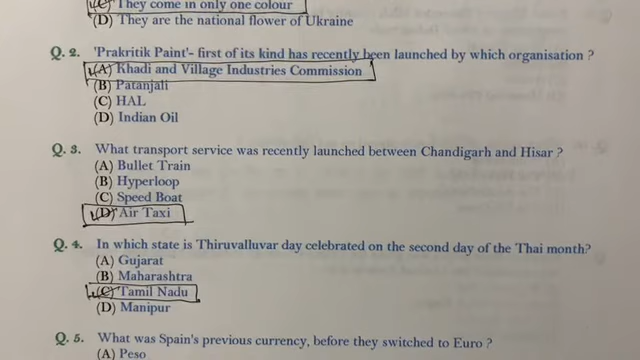 (C) They come in only one colour
(D) They are the national flower of Ukraine
Q. 2. 'Prakritik Paint'- first of its kind has recently been launched by which organisation ?
(A) Khadi and Village Industries Commission
(B) Patanjali
(C) HAL
(D) Indian Oil
Q. 3. What transport service was recently launched between Chandigarh and Hisar ?
(A) Bullet Train
(B) Hyperloop
(C) Speed Boat
(D) Air Taxi
Q. 4. In which state is Thiruvalluvar day celebrated on the second day of the Thai month?
(A) Gujarat
(B) Maharashtra
(C) Tamil Nadu
(D) Manipur
Q. 5. What was Spain's previous currency, before they switched to Euro ?
(A) Peso